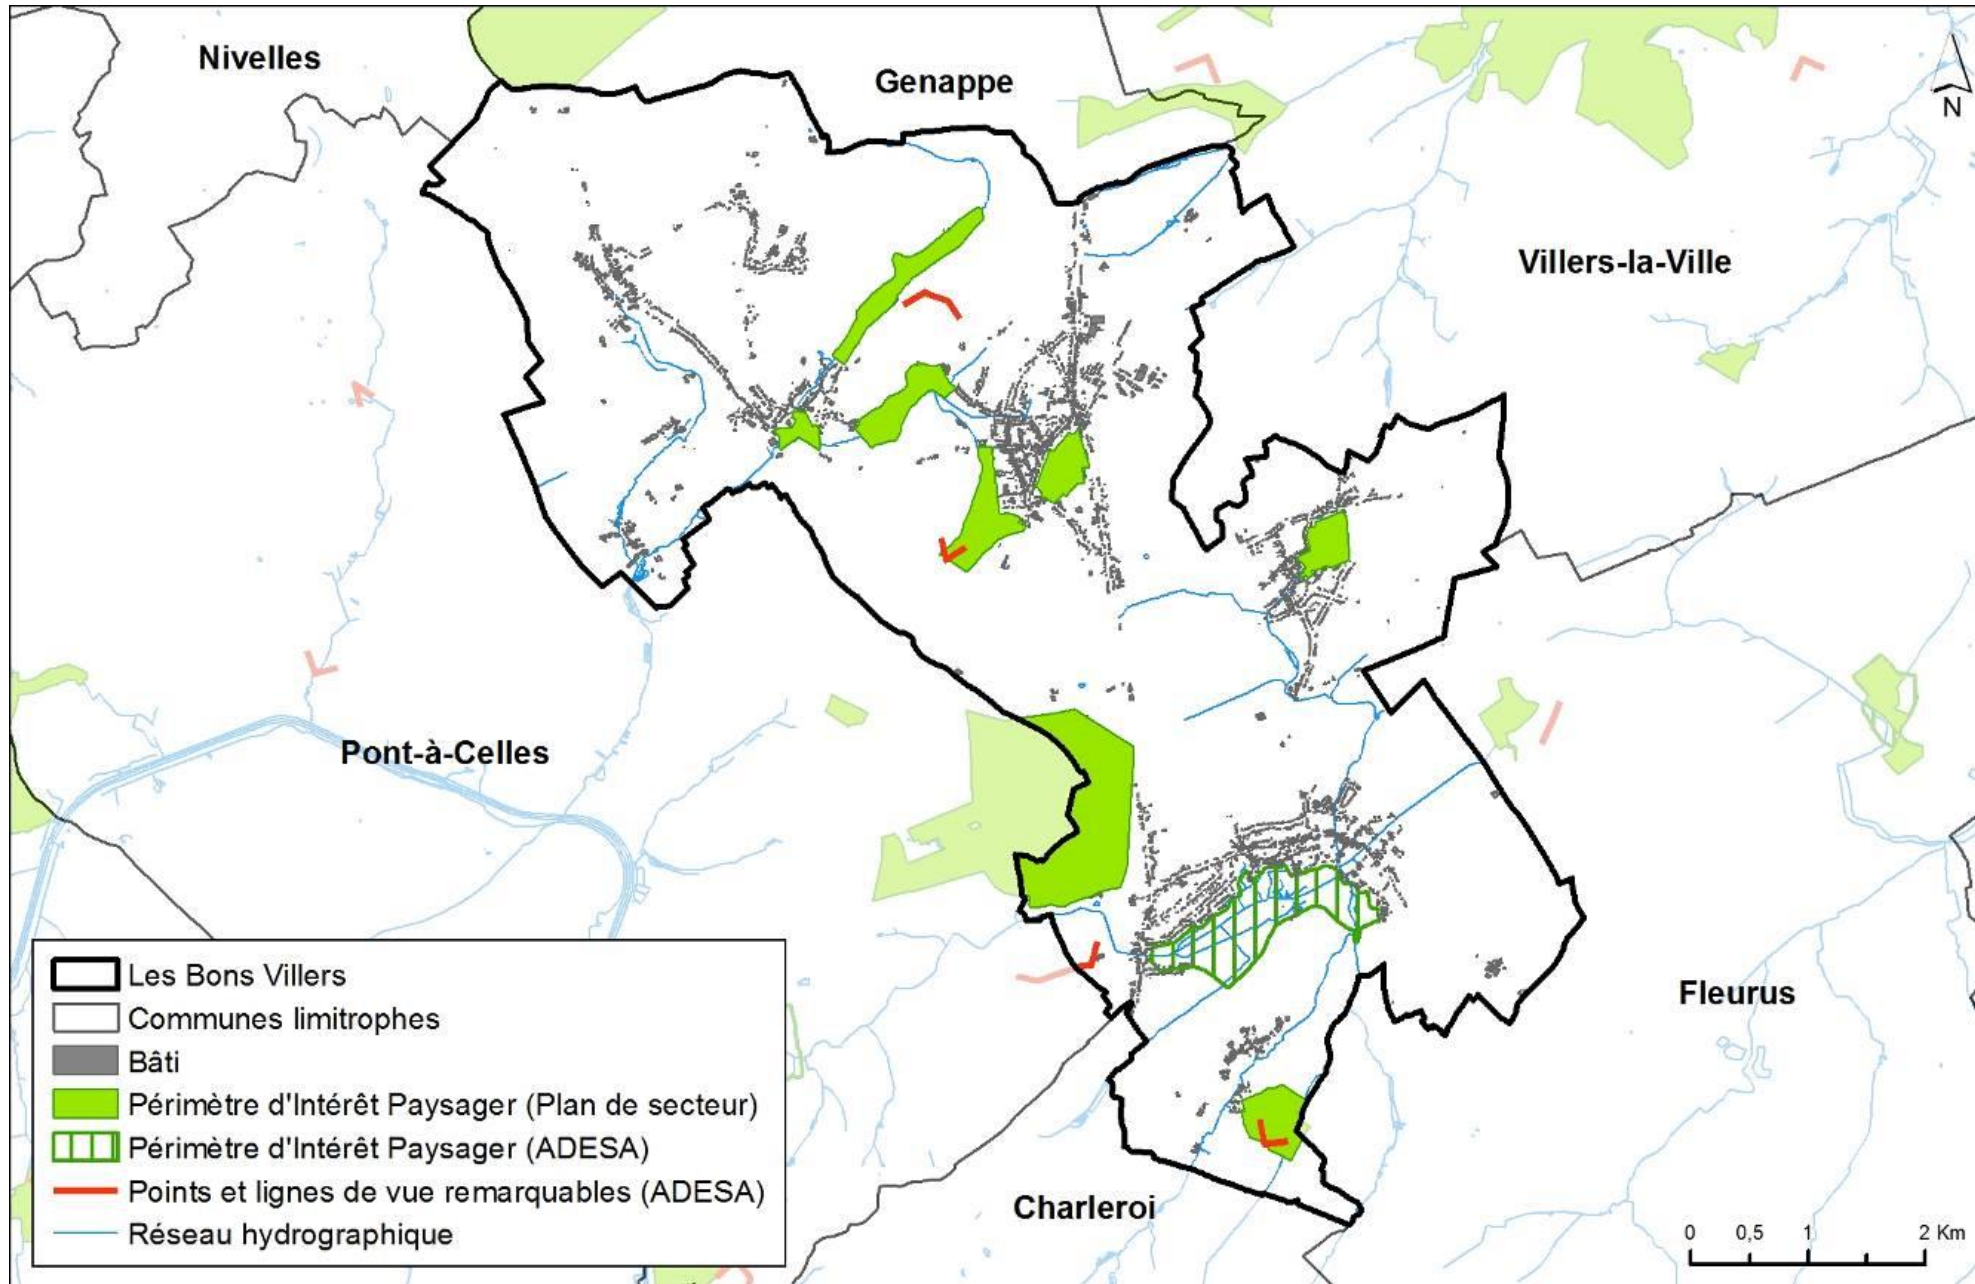 Nivelles
Genappe
N
Villers-la-Ville
Pont-à-Celles
Fleurus
Charleroi
Les Bons Villers
Communes limitrophes
Bâti
Périmètre d'Intérêt Paysager (Plan de secteur)
Périmètre d'Intérêt Paysager (ADESA)
Points et lignes de vue remarquables (ADESA)
Réseau hydrographique
0 0,5 1 2 Km